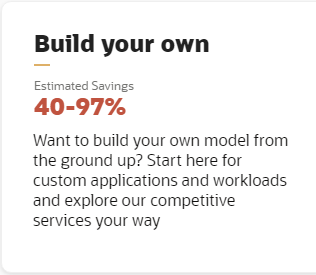 Build your own
Estimated Savings
40-97%
Want to build your own model from
the ground up? Start here for
custom applications and workloads
and explore our competitive
services your way